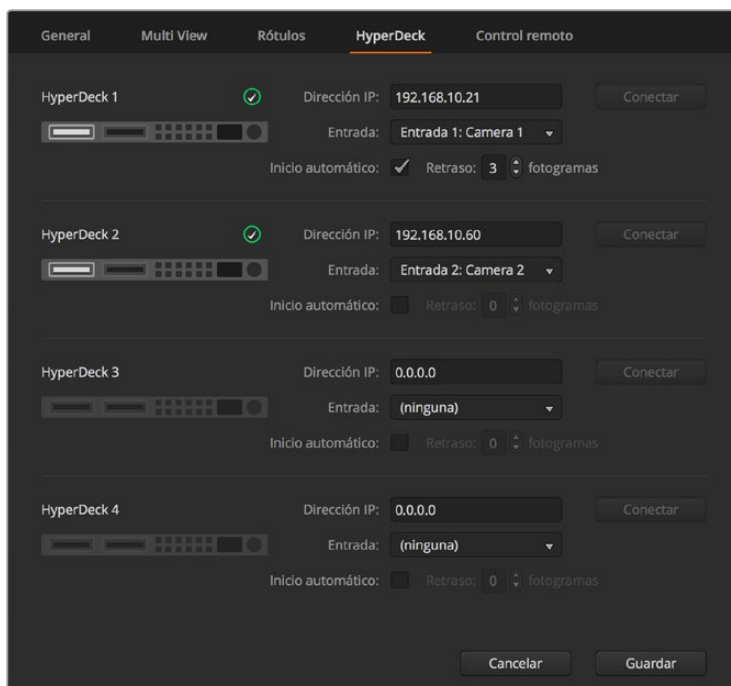 General Multi View Rótulos HyperDeck Control remoto
HyperDeck 1 Dirección IP: 192.168.10.21 Conectar
Entrada: Entrada 1: Camera 1
Inicio automático: Retraso: 3 fotogramas
HyperDeck 2 Dirección IP: 192.168.10.60 Conectar
Entrada: Entrada 2: Camera 2
Inicio automático: Retraso: 0 fotogramas
HyperDeck 3 Dirección IP: 0.0.0.0 Conectar
Entrada: (ninguna)
Inicio automático: Retraso: 0 fotogramas
HyperDeck 4 Dirección IP: 0.0.0.0 Conectar
Entrada: (ninguna)
Inicio automático: Retraso: 0 fotogramas
Cancelar Guardar